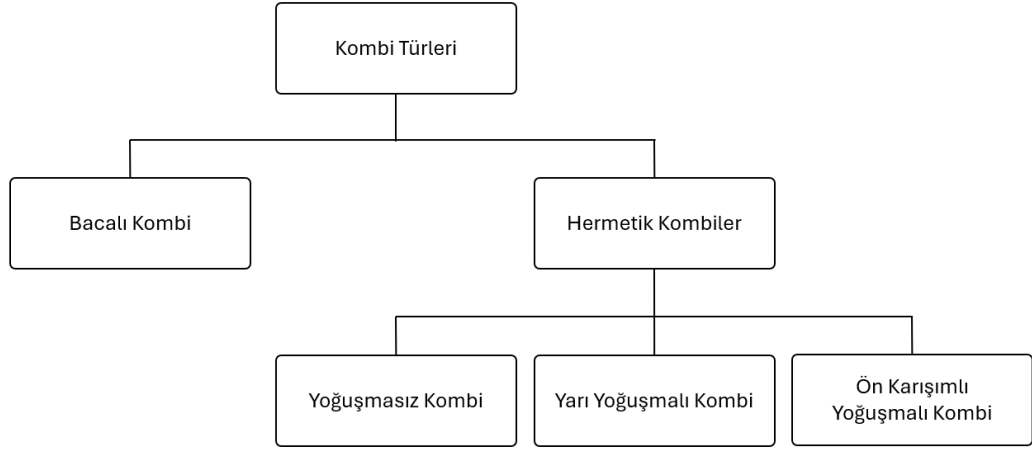 Kombi Türleri
Bacalı Kombi
Hermetik Kombiler
Yoğuşmasız Kombi
Yarı Yoğuşmalı Kombi
Ön Karışımlı
Yoğuşmalı Kombi